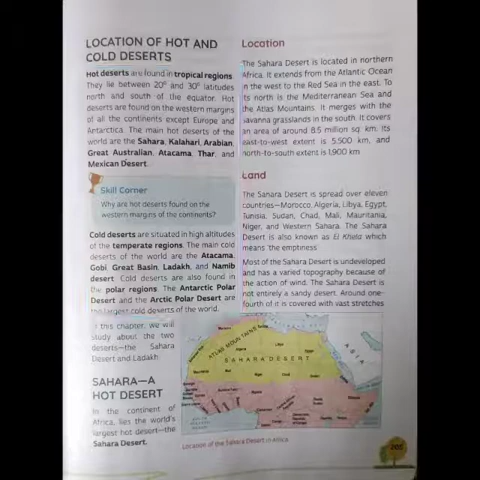 LOCATION OF HOT AND
COLD DESERTS
Hot deserts are found in tropical regions.
They lie between 20° and 30° latitudes
north and south of the equator. Hot
deserts are found on the western margins
of all the continents except Europe and
Antarctica. The main hot deserts of the
world are the Sahara, Kalahari, Arabian,
Great Australian, Atacama, Thar, and
Mexican Desert.
Skill Corner
Why are hot deserts found on the
western margins of the continents?
Cold deserts are situated in high altitudes
of the temperate regions. The main cold
deserts of the world are the Atacama,
Gobi, Great Basin, Ladakh, and Namib
desert. Cold deserts are also found in
the polar regions. The Antarctic Polar
Desert and the Arctic Polar Desert are
the largest cold deserts of the world.
In this chapter, we will
study about the two
deserts—the Sahara
Desert and Ladakh.
SAHARA—A
HOT DESERT
In the continent of
Africa, lies the world's
largest hot desert—the
Sahara Desert.
Location
The Sahara Desert is located in northern
Africa. It extends from the Atlantic Ocean
in the west to the Red Sea in the east. To
its north is the Mediterranean Sea and
the Atlas Mountains. It merges with the
savanna grasslands in the south. It covers
an area of around 8.5 million sq. km. Its
east-to-west extent is 5,500 km, and
north-to-south extent is 1,900 km.
Land
The Sahara Desert is spread over eleven
countries—Morocco, Algeria, Libya, Egypt,
Tunisia, Sudan, Chad, Mali, Mauritania,
Niger, and Western Sahara. The Sahara
Desert is also known as El Khela which
means 'the emptiness'.
Most of the Sahara Desert is undeveloped
and has a varied topography because of
the action of wind. The Sahara Desert is
not entirely a sandy desert. Around one-
fourth of it is covered with vast stretches
ATLAS MOUNTAINS
SAHARA DESERT
ASIA
Location of the Sahara Desert in Africa